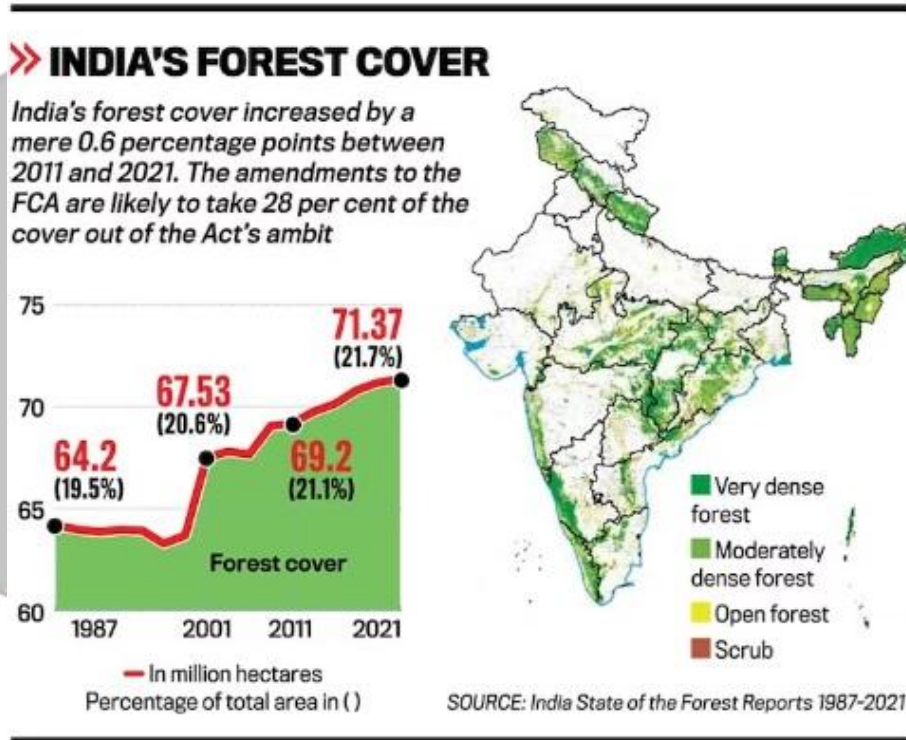 INDIA'S FOREST COVER
India's forest cover increased by a
mere 0.6 percentage points between
2011 and 2021. The amendments to the
FCA are likely to take 28 per cent of the
cover out of the Act's ambit
75
70
65
60
64.2
(19.5%)
67.53
(20.6%)
69.2
(21.1%)
71.37
(21.7%)
Forest cover
1987 2001 2011 2021
In million hectares
Percentage of total area in ( )
Very dense
forest
Moderately
dense forest
Open forest
Scrub
SOURCE: India State of the Forest Reports 1987-2021